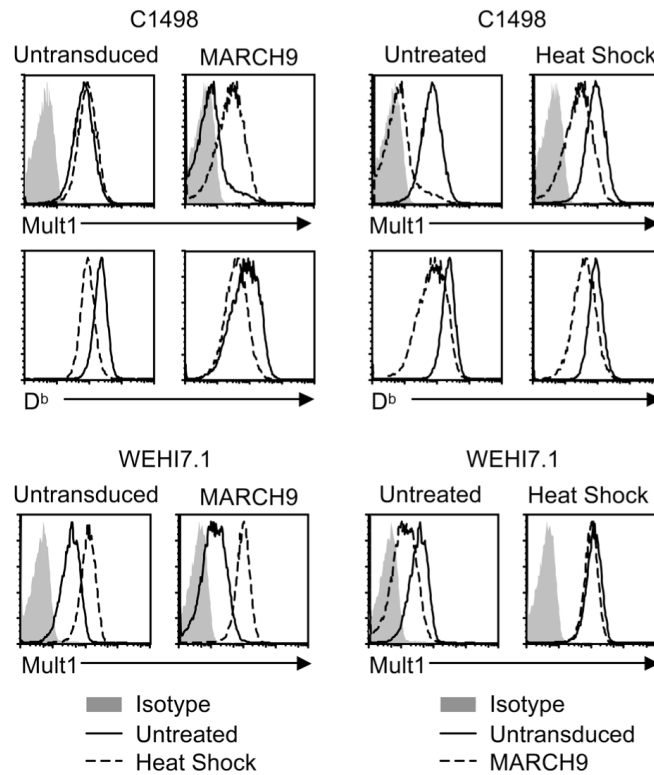 C1498
Untransduced MARCH9
Mult1
Dᵇ
C1498
Untreated Heat Shock
Mult1
Dᵇ
WEHI7.1
Untransduced MARCH9
Mult1
Isotype
Untreated
Heat Shock
WEHI7.1
Untreated Heat Shock
Mult1
Isotype
Untransduced
MARCH9